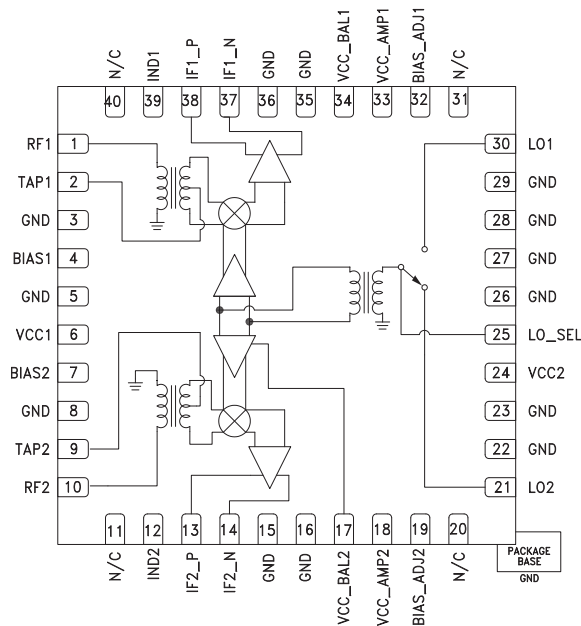 N/C
IND1
IF1_P
IF1_N
GND
GND
VCC_BAL1
VCC_AMP1
BIAS_ADJ1
N/C
40
39
38
37
36
35
34
33
32
31
RF1 1
TAP1 2
GND 3
BIAS1 4
GND 5
VCC1 6
BIAS2 7
GND 8
TAP2 9
RF2 10
30 LO1
29 GND
28 GND
27 GND
26 GND
25 LO_SEL
24 VCC2
23 GND
22 GND
21 LO2
11
12
13
14
15
16
17
18
19
20
N/C
IND2
IF2_P
IF2_N
GND
GND
VCC_BAL2
VCC_AMP2
BIAS_ADJ2
N/C
PACKAGE
BASE
GND